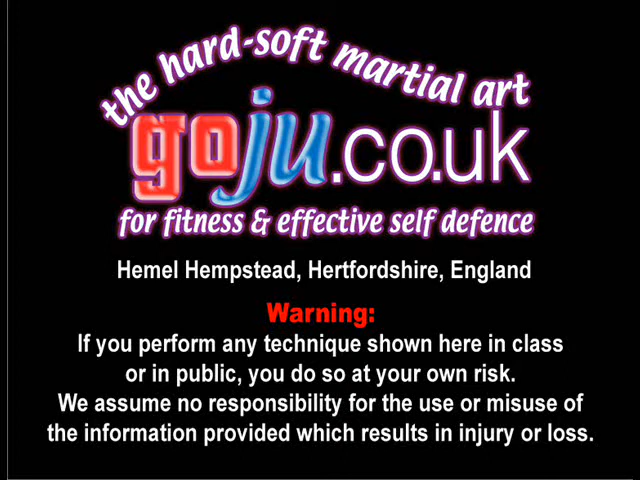 the hard-soft martial art
goju.co.uk
for fitness & effective self defence
Hemel Hempstead, Hertfordshire, England
Warning:
If you perform any technique shown here in class
or in public, you do so at your own risk.
We assume no responsibility for the use or misuse of
the information provided which results in injury or loss.